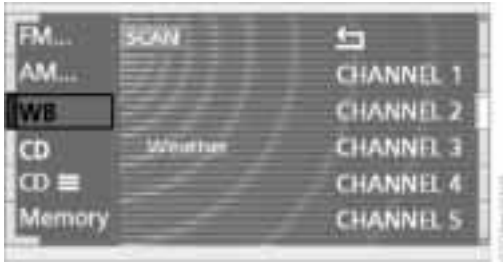 FM...
AM...
WB
CD
CD
Memory
SCAN
Weather
CHANNEL 1
CHANNEL 2
CHANNEL 3
CHANNEL 4
CHANNEL 5